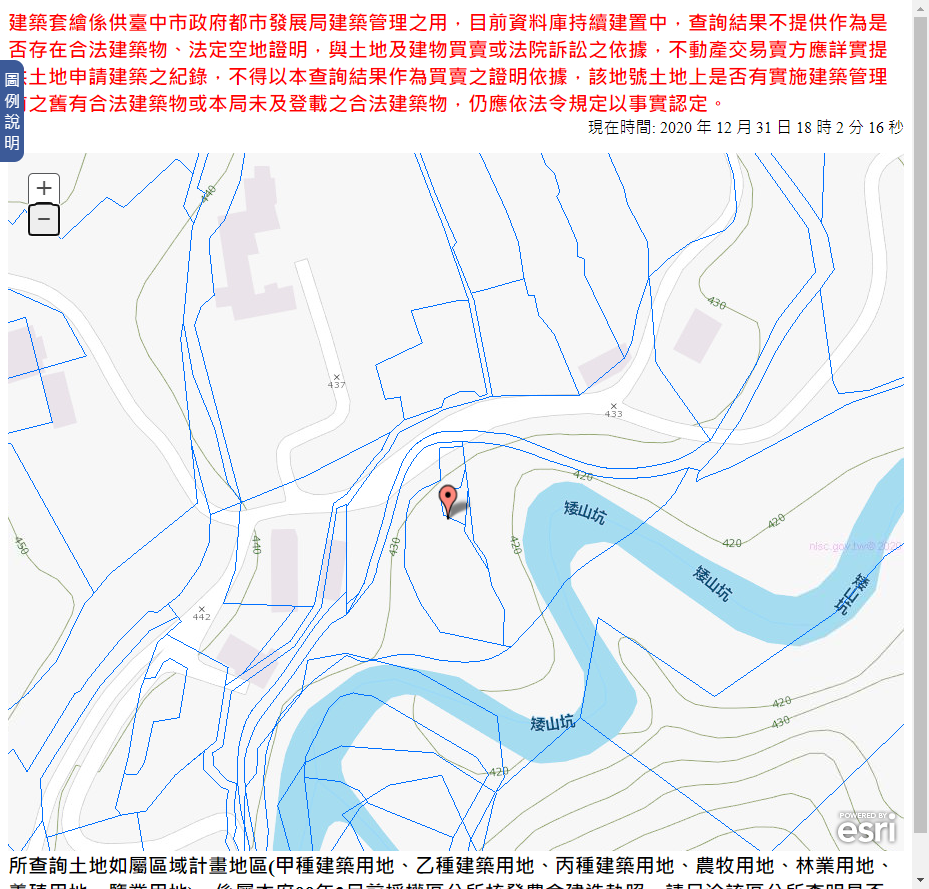 建築套繪係供臺中市政府都市發展局建築管理之用，目前資料庫持續建置中，查詢結果不提供作為是
否存在合法建築物、法定空地證明，與土地及建物買賣或法院訴訟之依據，不動產交易賣方應詳實提
土地申請建築之紀錄，不得以本查詢結果作為買賣之證明依據，該地號土地上是否有實施建築管理
之舊有合法建築物或本局未及登載之合法建築物，仍應依法令規定以事實認定。
圖例說明
現在時間: 2020 年 12 月 31 日 18 時 2 分 16 秒
+
−
440
430
437
433
420
矮山坑
420
450
440
430
420
420
nlsc.gov.tw© 2020
矮山坑
矮山坑
442
420
矮山坑
430
420
POWERED BY
esri
所查詢土地如屬區域計畫地區(甲種建築用地、乙種建築用地、丙種建築用地、農牧用地、林業用地、